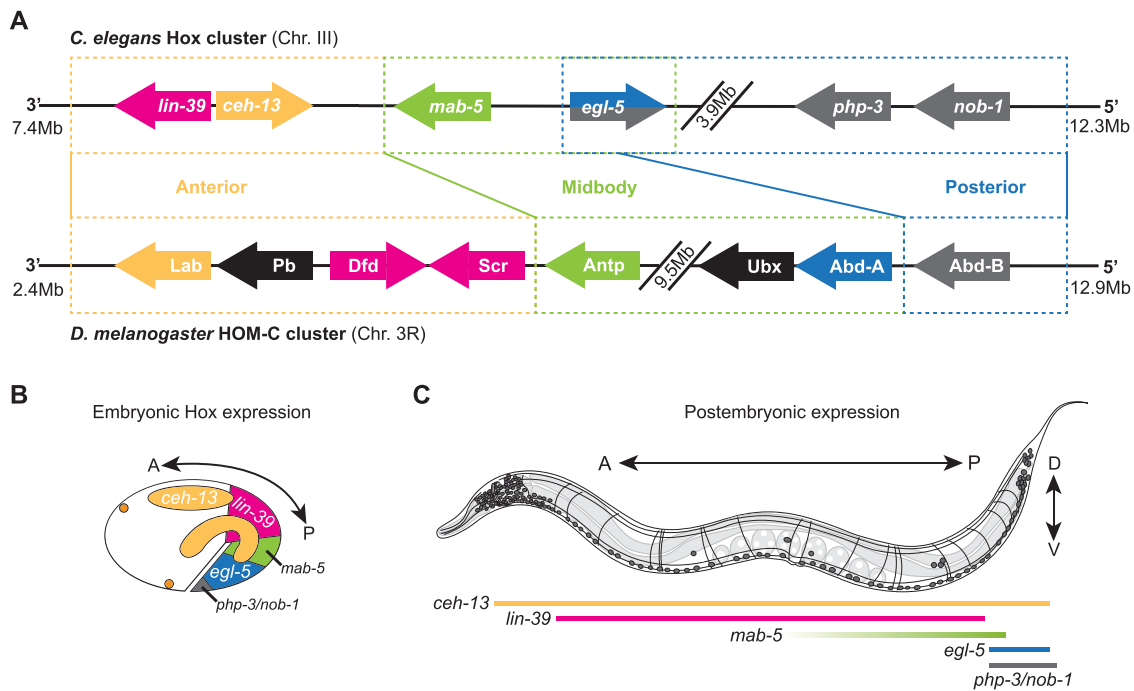 A
C. elegans Hox cluster (Chr. III)
3’ lin-39 ceh-13 mab-5 egl-5 3.9Mb php-3 nob-1 5’
7.4Mb 12.3Mb
Anterior Midbody Posterior
3’ Lab Pb Dfd Scr Antp 9.5Mb Ubx Abd-A Abd-B 5’
2.4Mb 12.9Mb
D. melanogaster HOM-C cluster (Chr. 3R)
B
Embryonic Hox expression
A
ceh-13
lin-39
P
mab-5
egl-5
php-3/nob-1
C
Postembryonic expression
A P D
V
ceh-13
lin-39
mab-5
egl-5
php-3/nob-1